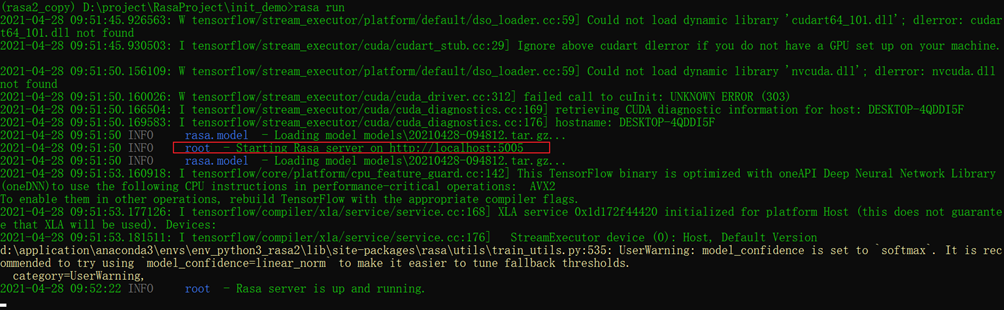 (rasa2_copy) D:\project\RasaProject\init_demo>rasa run
2021-04-28 09:51:45.926563: W tensorflow/stream_executor/platform/default/dso_loader.cc:59] Could not load dynamic library 'cudart64_101.dll'; dlerror: cudar
t64_101.dll not found
2021-04-28 09:51:45.930503: I tensorflow/stream_executor/cuda/cudart_stub.cc:29] Ignore above cudart dlerror if you do not have a GPU set up on your machine.
2021-04-28 09:51:50.156109: W tensorflow/stream_executor/platform/default/dso_loader.cc:59] Could not load dynamic library 'nvcuda.dll'; dlerror: nvcuda.dll
not found
2021-04-28 09:51:50.160026: W tensorflow/stream_executor/cuda/cuda_driver.cc:312] failed call to cuInit: UNKNOWN ERROR (303)
2021-04-28 09:51:50.166504: I tensorflow/stream_executor/cuda/cuda_diagnostics.cc:169] retrieving CUDA diagnostic information for host: DESKTOP-4QDDI5F
2021-04-28 09:51:50.169583: I tensorflow/stream_executor/cuda/cuda_diagnostics.cc:176] hostname: DESKTOP-4QDDI5F
2021-04-28 09:51:50 INFO     rasa.model  - Loading model models\20210428-094812.tar.gz...
2021-04-28 09:51:50 INFO     root  - Starting Rasa server on http://localhost:5005
2021-04-28 09:51:50 INFO     rasa.model  - Loading model models\20210428-094812.tar.gz...
2021-04-28 09:51:53.160918: I tensorflow/core/platform/cpu_feature_guard.cc:142] This TensorFlow binary is optimized with oneAPI Deep Neural Network Library
(oneDNN)to use the following CPU instructions in performance-critical operations:  AVX2
To enable them in other operations, rebuild TensorFlow with the appropriate compiler flags.
2021-04-28 09:51:53.177126: I tensorflow/compiler/xla/service/service.cc:168] XLA service 0x1d172f44420 initialized for platform Host (this does not guarante
e that XLA will be used). Devices:
2021-04-28 09:51:53.181511: I tensorflow/compiler/xla/service/service.cc:176]   StreamExecutor device (0): Host, Default Version
d:\application\anaconda3\envs\env_python3_rasa2\lib\site-packages\rasa\utils\train_utils.py:535: UserWarning: model_confidence is set to `softmax`. It is rec
ommended to try using `model_confidence=linear_norm` to make it easier to tune fallback thresholds.
  category=UserWarning,
2021-04-28 09:52:22 INFO     root  - Rasa server is up and running.